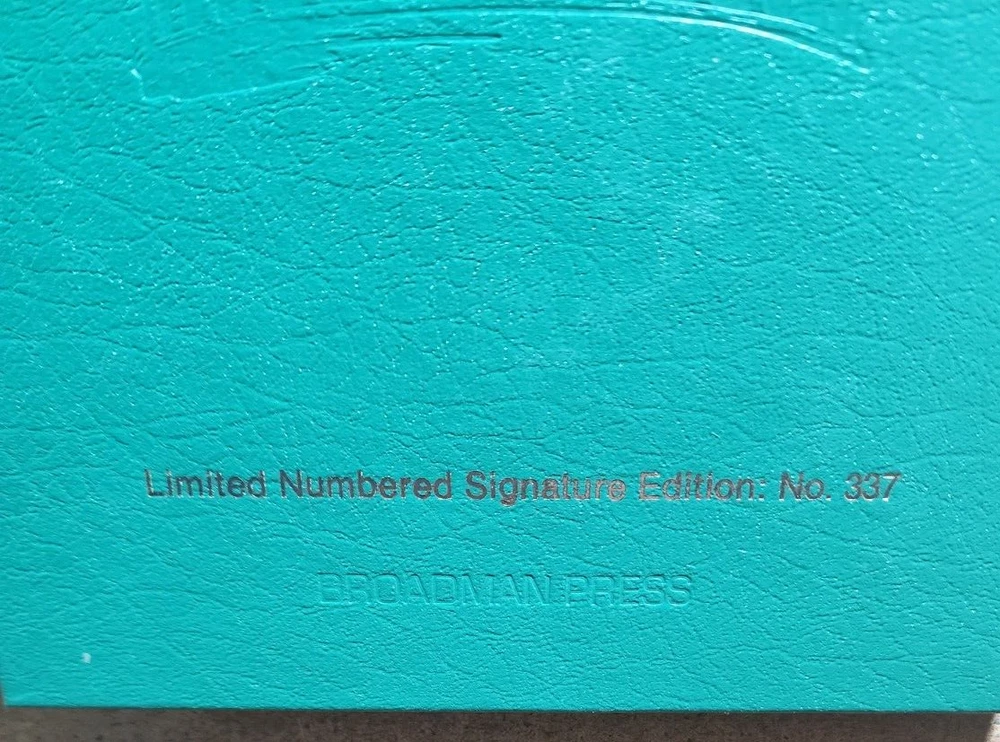 Limited Numbered Signature Edition: No. 337
BROADMAN PRESS